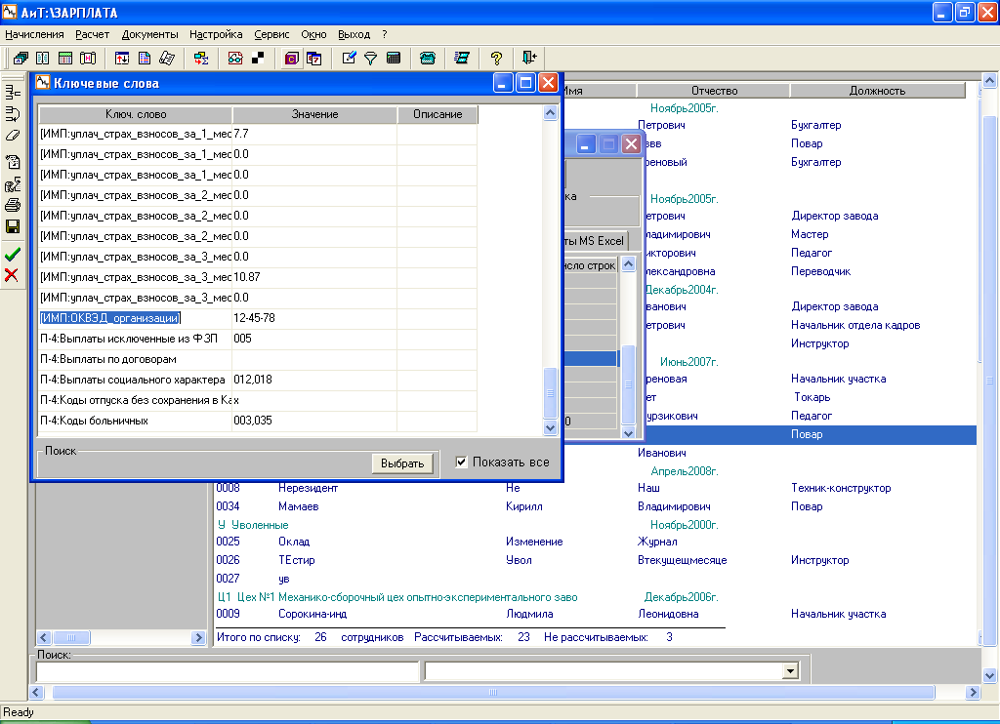 АиТ:\ЗАРПЛАТА
Начисления Расчет Документы Настройка Сервис Окно Выход ?
Ключевые слова
Ключ. слово Значение Описание
[ИМП:уплач_страх_взносов_за_1_мес 7.7
[ИМП:уплач_страх_взносов_за_1_мес 0.0
[ИМП:уплач_страх_взносов_за_1_мес 0.0
[ИМП:уплач_страх_взносов_за_2_мес 0.0
[ИМП:уплач_страх_взносов_за_2_мес 0.0
[ИМП:уплач_страх_взносов_за_2_мес 0.0
[ИМП:уплач_страх_взносов_за_3_мес 0.0
[ИМП:уплач_страх_взносов_за_3_мес 10.87
[ИМП:уплач_страх_взносов_за_3_мес 0.0
[ИМП:ОКВЭД_организации] 12-45-78
П-4:Выплаты исключенные из ФЗП 005
П-4:Выплаты по договорам
П-4:Выплаты социального характера 012,018
П-4:Коды отпуска без сохранения в Ка х
П-4:Коды больничных 003,035
Поиск
Выбрать
Показать все
ка
ты MS Excel
исло строк
0
Имя Отчество Должность
Ноябрь2005г.
Петрович Бухгалтер
ввв Повар
реновый Бухгалтер
Ноябрь2005г.
етрович Директор завода
ладимирович Мастер
икторович Педагог
лександровна Переводчик
Декабрь2004г.
ванович Директор завода
етрович Начальник отдела кадров
Инструктор
Июнь2007г.
реновая Начальник участка
ет Токарь
урзикович Педагог
Повар
Иванович
Апрель2008г.
0008 Нерезидент Не Наш Техник-конструктор
0034 Мамаев Кирилл Владимирович Повар
У Уволенные Ноябрь2000г.
0025 Оклад Изменение Журнал
0026 ТЕстир Увол Втекущещмесяце Инструктор
0027 ув
Ц1 Цех №1 Механико-сборочный цех опытно-экспериментального заво Декабрь2006г.
0009 Сорокина-инд Людмила Леонидовна Начальник участка
Итого по списку: 26 сотрудников Рассчитываемых: 23 Не рассчитываемых: 3
Поиск:
Ready